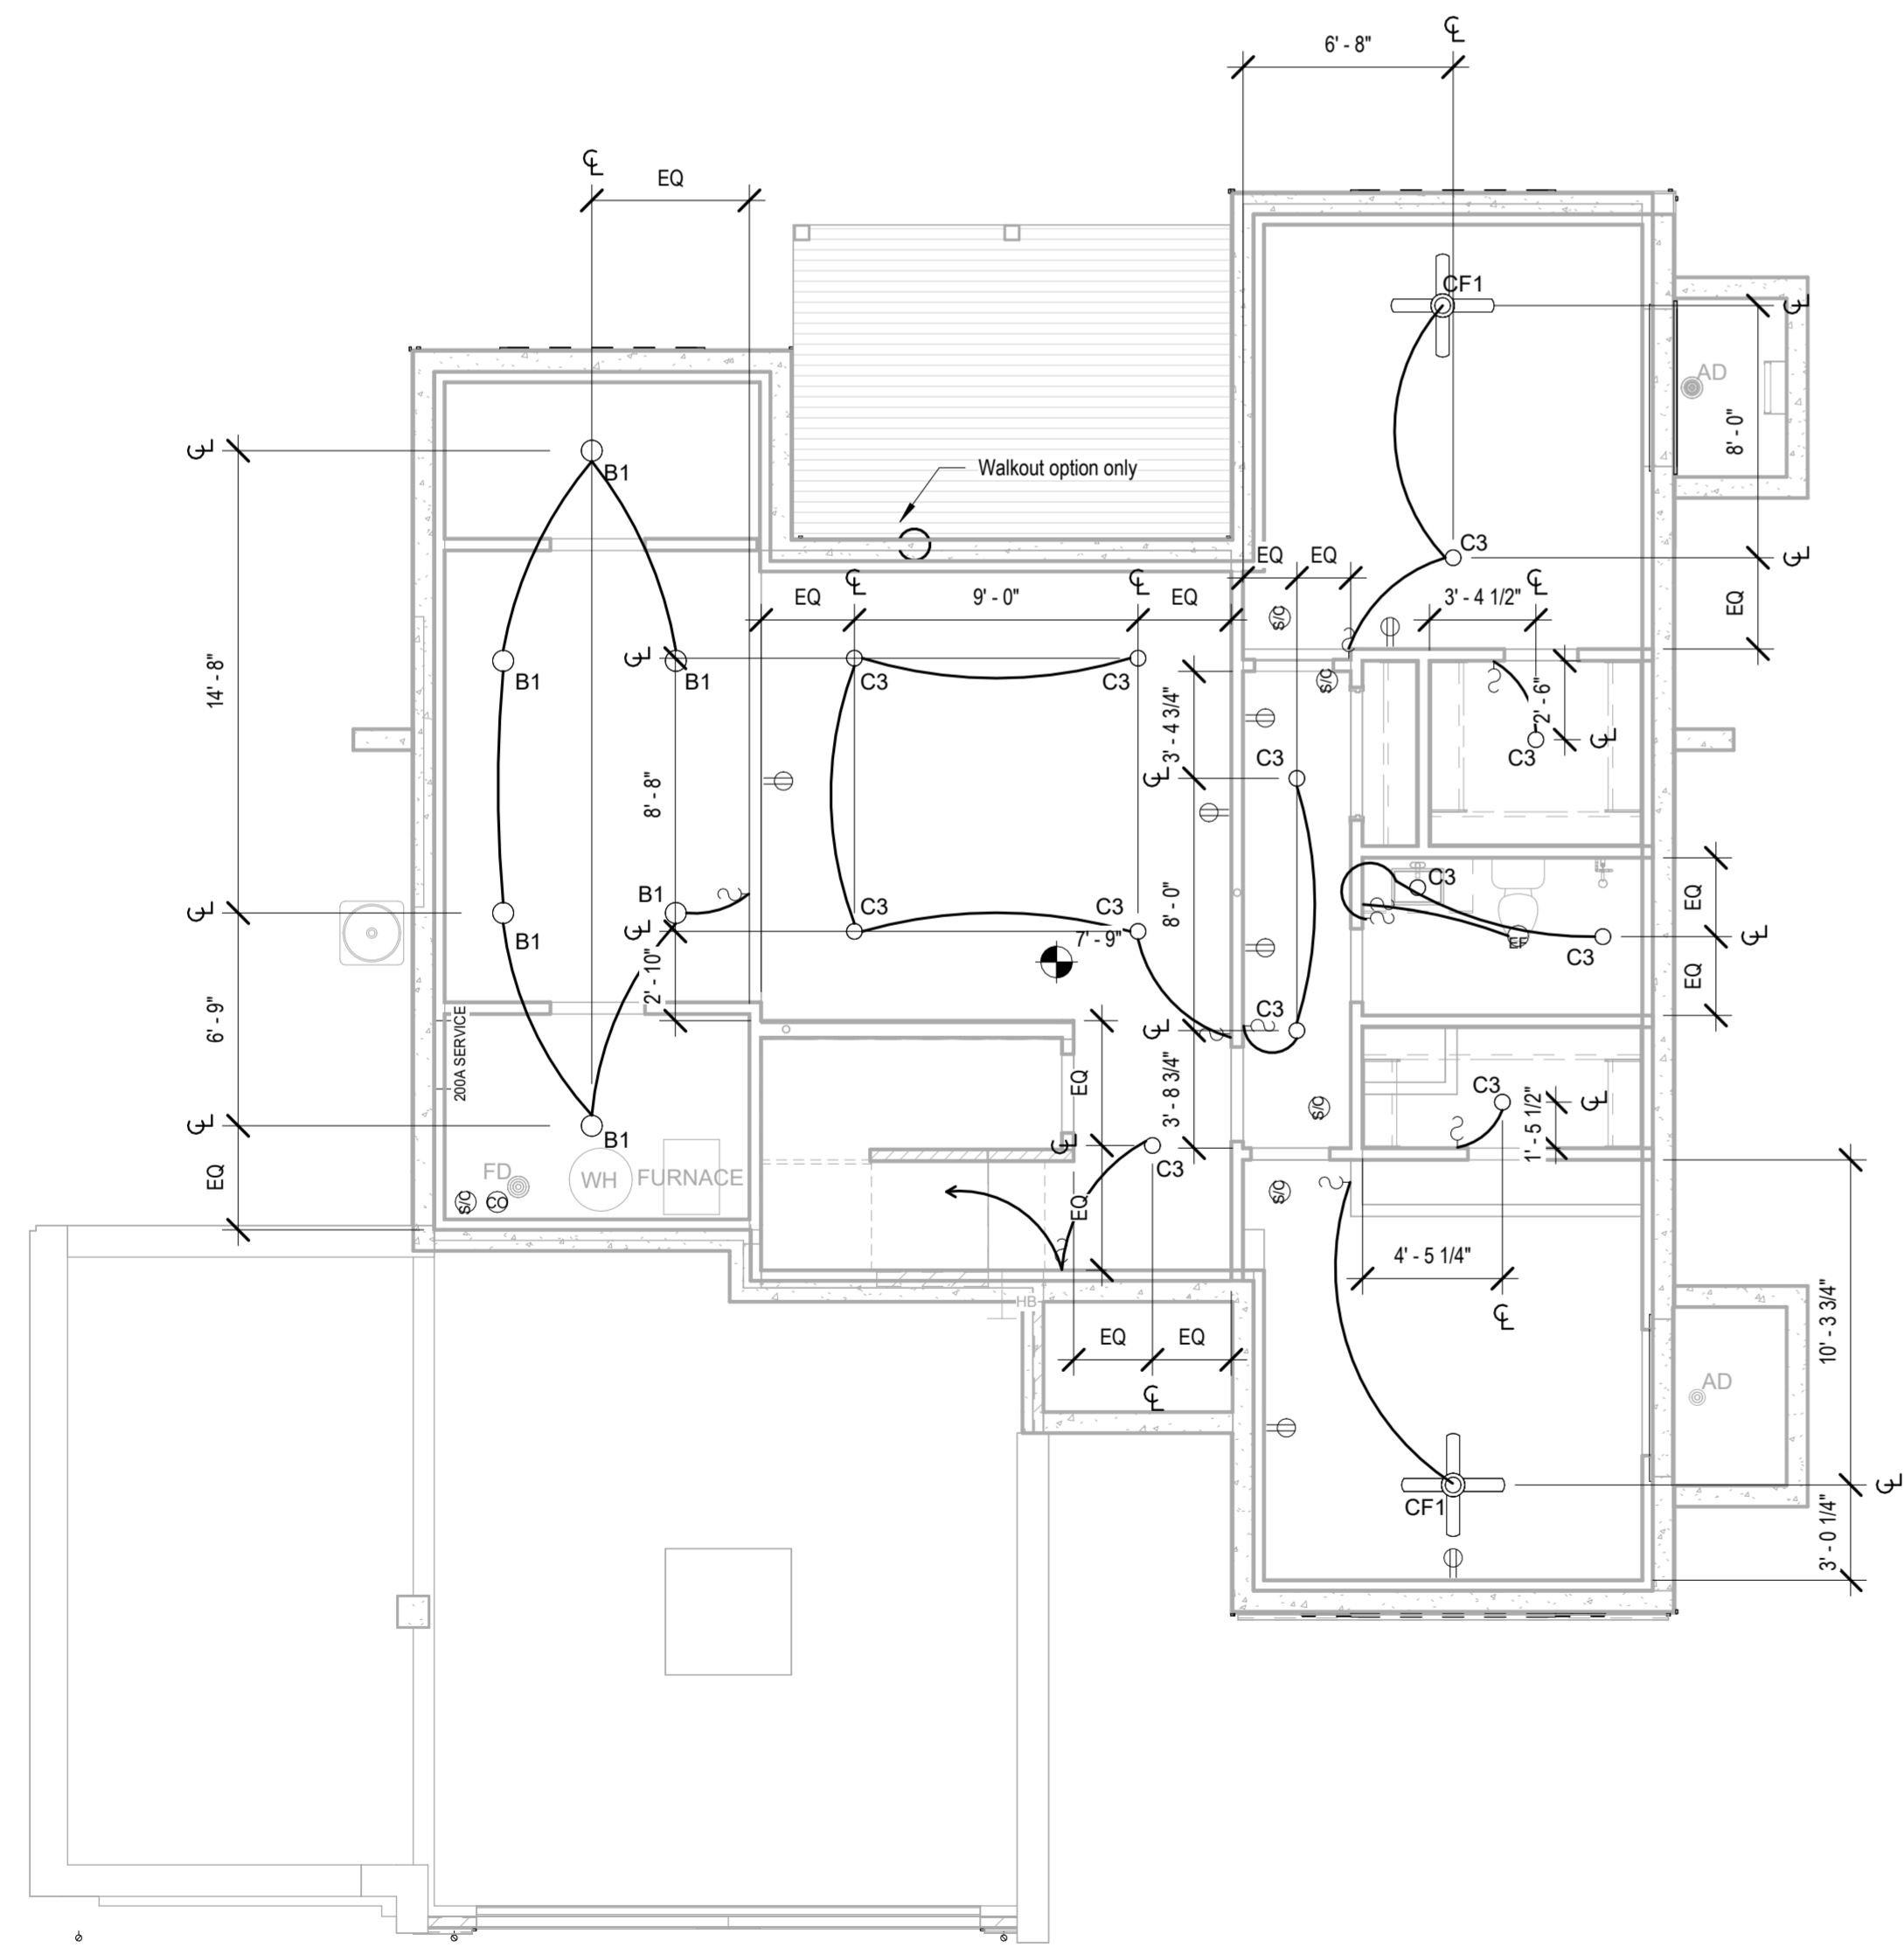 ℄
6' - 8"
℄
EQ
CF1
℄
AD
8' - 0"
℄
B1
Walkout option only
C3
℄
EQ
EQ
℄
℄
EQ
9' - 0"
EQ
3' - 4 1/2"
℄
EQ
S/C
14' - 8"
℄
B1
B1
C3
C3
S/C
2' - 6"
3' - 4 3/4"
℄
C3
C3
℄
8' - 8"
C3
EQ
℄
B1
B1
℄
C3
C3
7' - 9"
8' - 0"
EF
C3
℄
EQ
2' - 10"
6' - 9"
200A SERVICE
C3
℄
EQ
3' - 8 3/4"
S/C
C3
℄
1' - 5 1/2"
℄
B1
℄
C3
EQ
FD
WH
FURNACE
S/C
CO
EQ
S/C
4' - 5 1/4"
℄
HB
EQ
EQ
℄
10' - 3 3/4"
AD
CF1
℄
3' - 0 1/4"